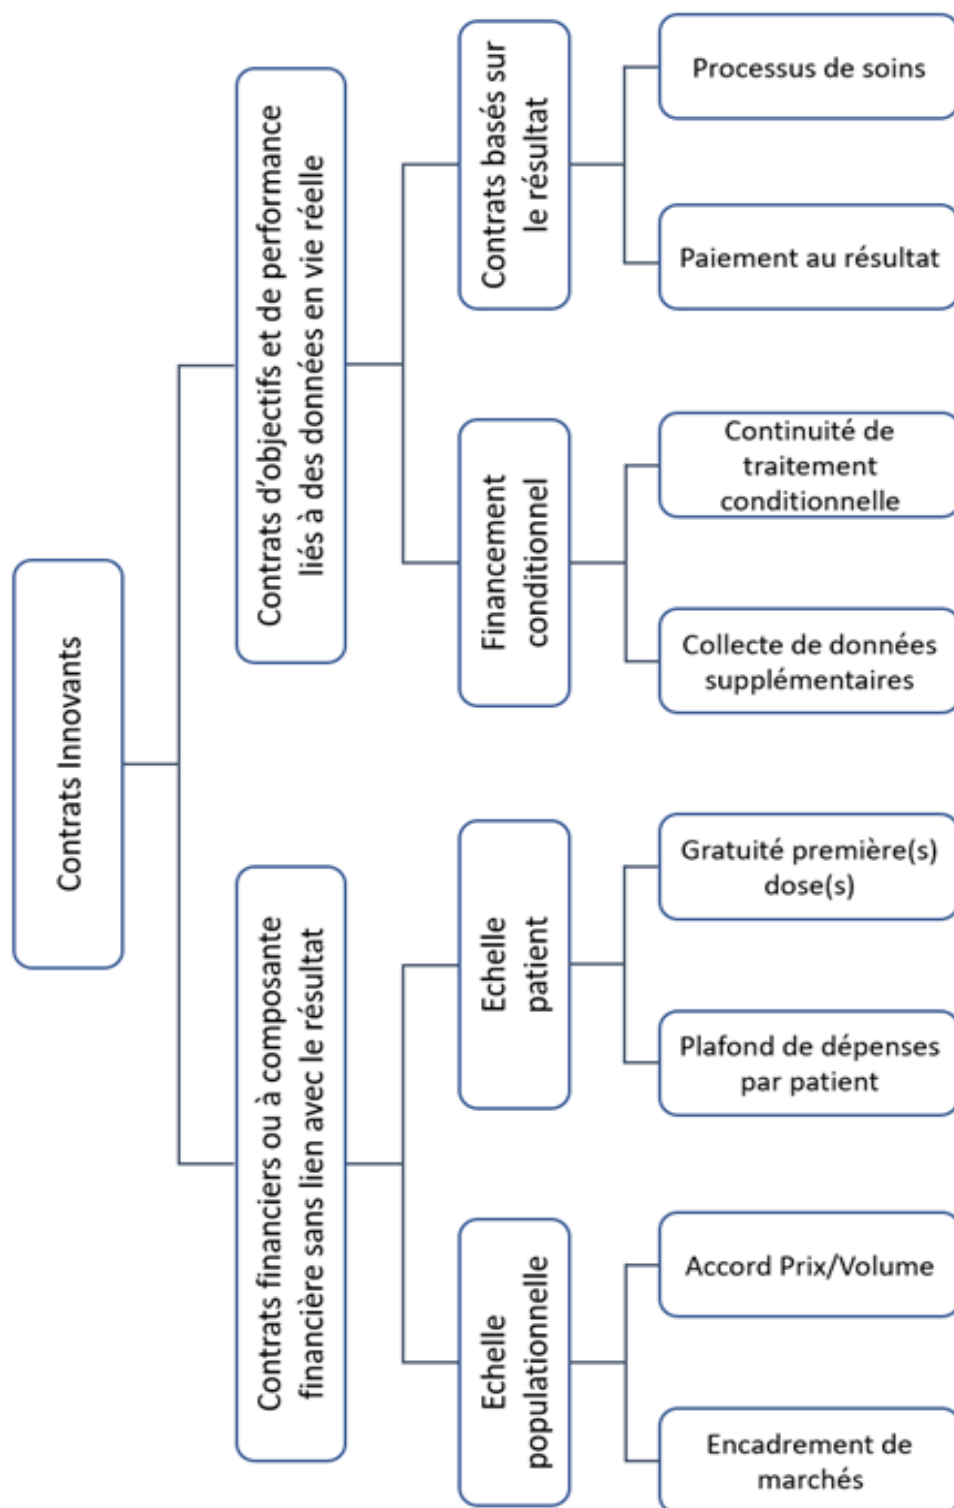 Contrats Innovants
Contrats d'objectifs et de performance
liés à des données en vie réelle
Contrats basés sur
le résultat
Processus de soins
Paiement au résultat
Financement
conditionnel
Continuité de
traitement
conditionnelle
Collecte de données
supplémentaires
Contrats financiers ou à composante
financière sans lien avec le résultat
Echelle
patient
Gratuité première(s)
dose(s)
Plafond de dépenses
par patient
Echelle
populationnelle
Accord Prix/Volume
Encadrement de
marchés